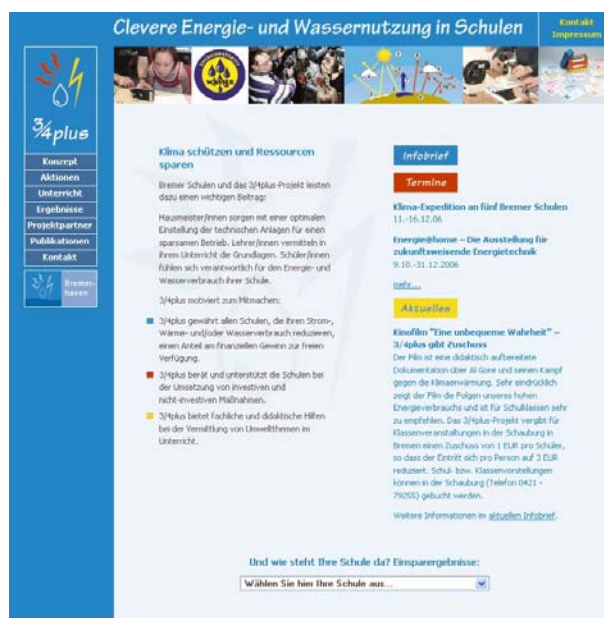 Clevere Energie- und Wassernutzung in Schulen
Kontakt
Impressum
3/4plus
Konzept
Aktionen
Unterricht
Ergebnisse
Projektpartner
Publikationen
Kontakt
Bremer-
haven
Klima schützen und Ressourcen
sparen
Bremer Schulen und das 3/4plus-Projekt leisten
dazu einen wichtigen Beitrag:
Hausmeister/innen sorgen mit einer optimalen
Einstellung der technischen Anlagen für einen
sparsamen Betrieb. Lehrer/innen vermitteln in
ihrem Unterricht die Grundlagen. Schüler/innen
fühlen sich verantwortlich für den Energie- und
Wasserverbrauch ihrer Schule.
3/4plus motiviert zum Mitmachen:
3/4plus gewährt allen Schulen, die ihren Strom-,
Wärme- und/oder Wasserverbrauch reduzieren,
einen Anteil am finanziellen Gewinn zur freien
Verfügung.
3/4plus berät und unterstützt die Schulen bei
der Umsetzung von investiven und
nicht-investiven Maßnahmen.
3/4plus bietet fachliche und didaktische Hilfen
bei der Vermittlung von Umweltthemen im
Unterricht.
Infobrief
Termine
Klima-Expedition an fünf Bremer Schulen
11.-16.12.06
Energie@home – Die Ausstellung für
zukunftsweisende Energietechnik
9.10.-31.12.2006
mehr...
Aktuelles
Kinofilm "Eine unbequeme Wahrheit" –
3/4plus gibt Zuschuss
Der Film ist eine didaktisch aufbereitete
Dokumentation über Al Gore und seinen Kampf
gegen die Klimaerwärmung. Sehr eindrücklich
zeigt der Film die Folgen unseres hohen
Energieverbrauchs und ist für Schulklassen sehr
zu empfehlen. Das 3/4plus-Projekt vergibt für
Klassenveranstaltungen in der Schauburg in
Bremen einen Zuschuss von 1 EUR pro Schüler,
so dass der Eintritt sich pro Person auf 3 EUR
reduziert. Schul- bzw. Klassenvorstellungen
können in der Schauburg (Telefon 0421 -
79255) gebucht werden.
Weitere Informationen im aktuellen Infobrief.
Und wie steht Ihre Schule da? Einsparergebnisse:
Wählen Sie hier Ihre Schule aus...